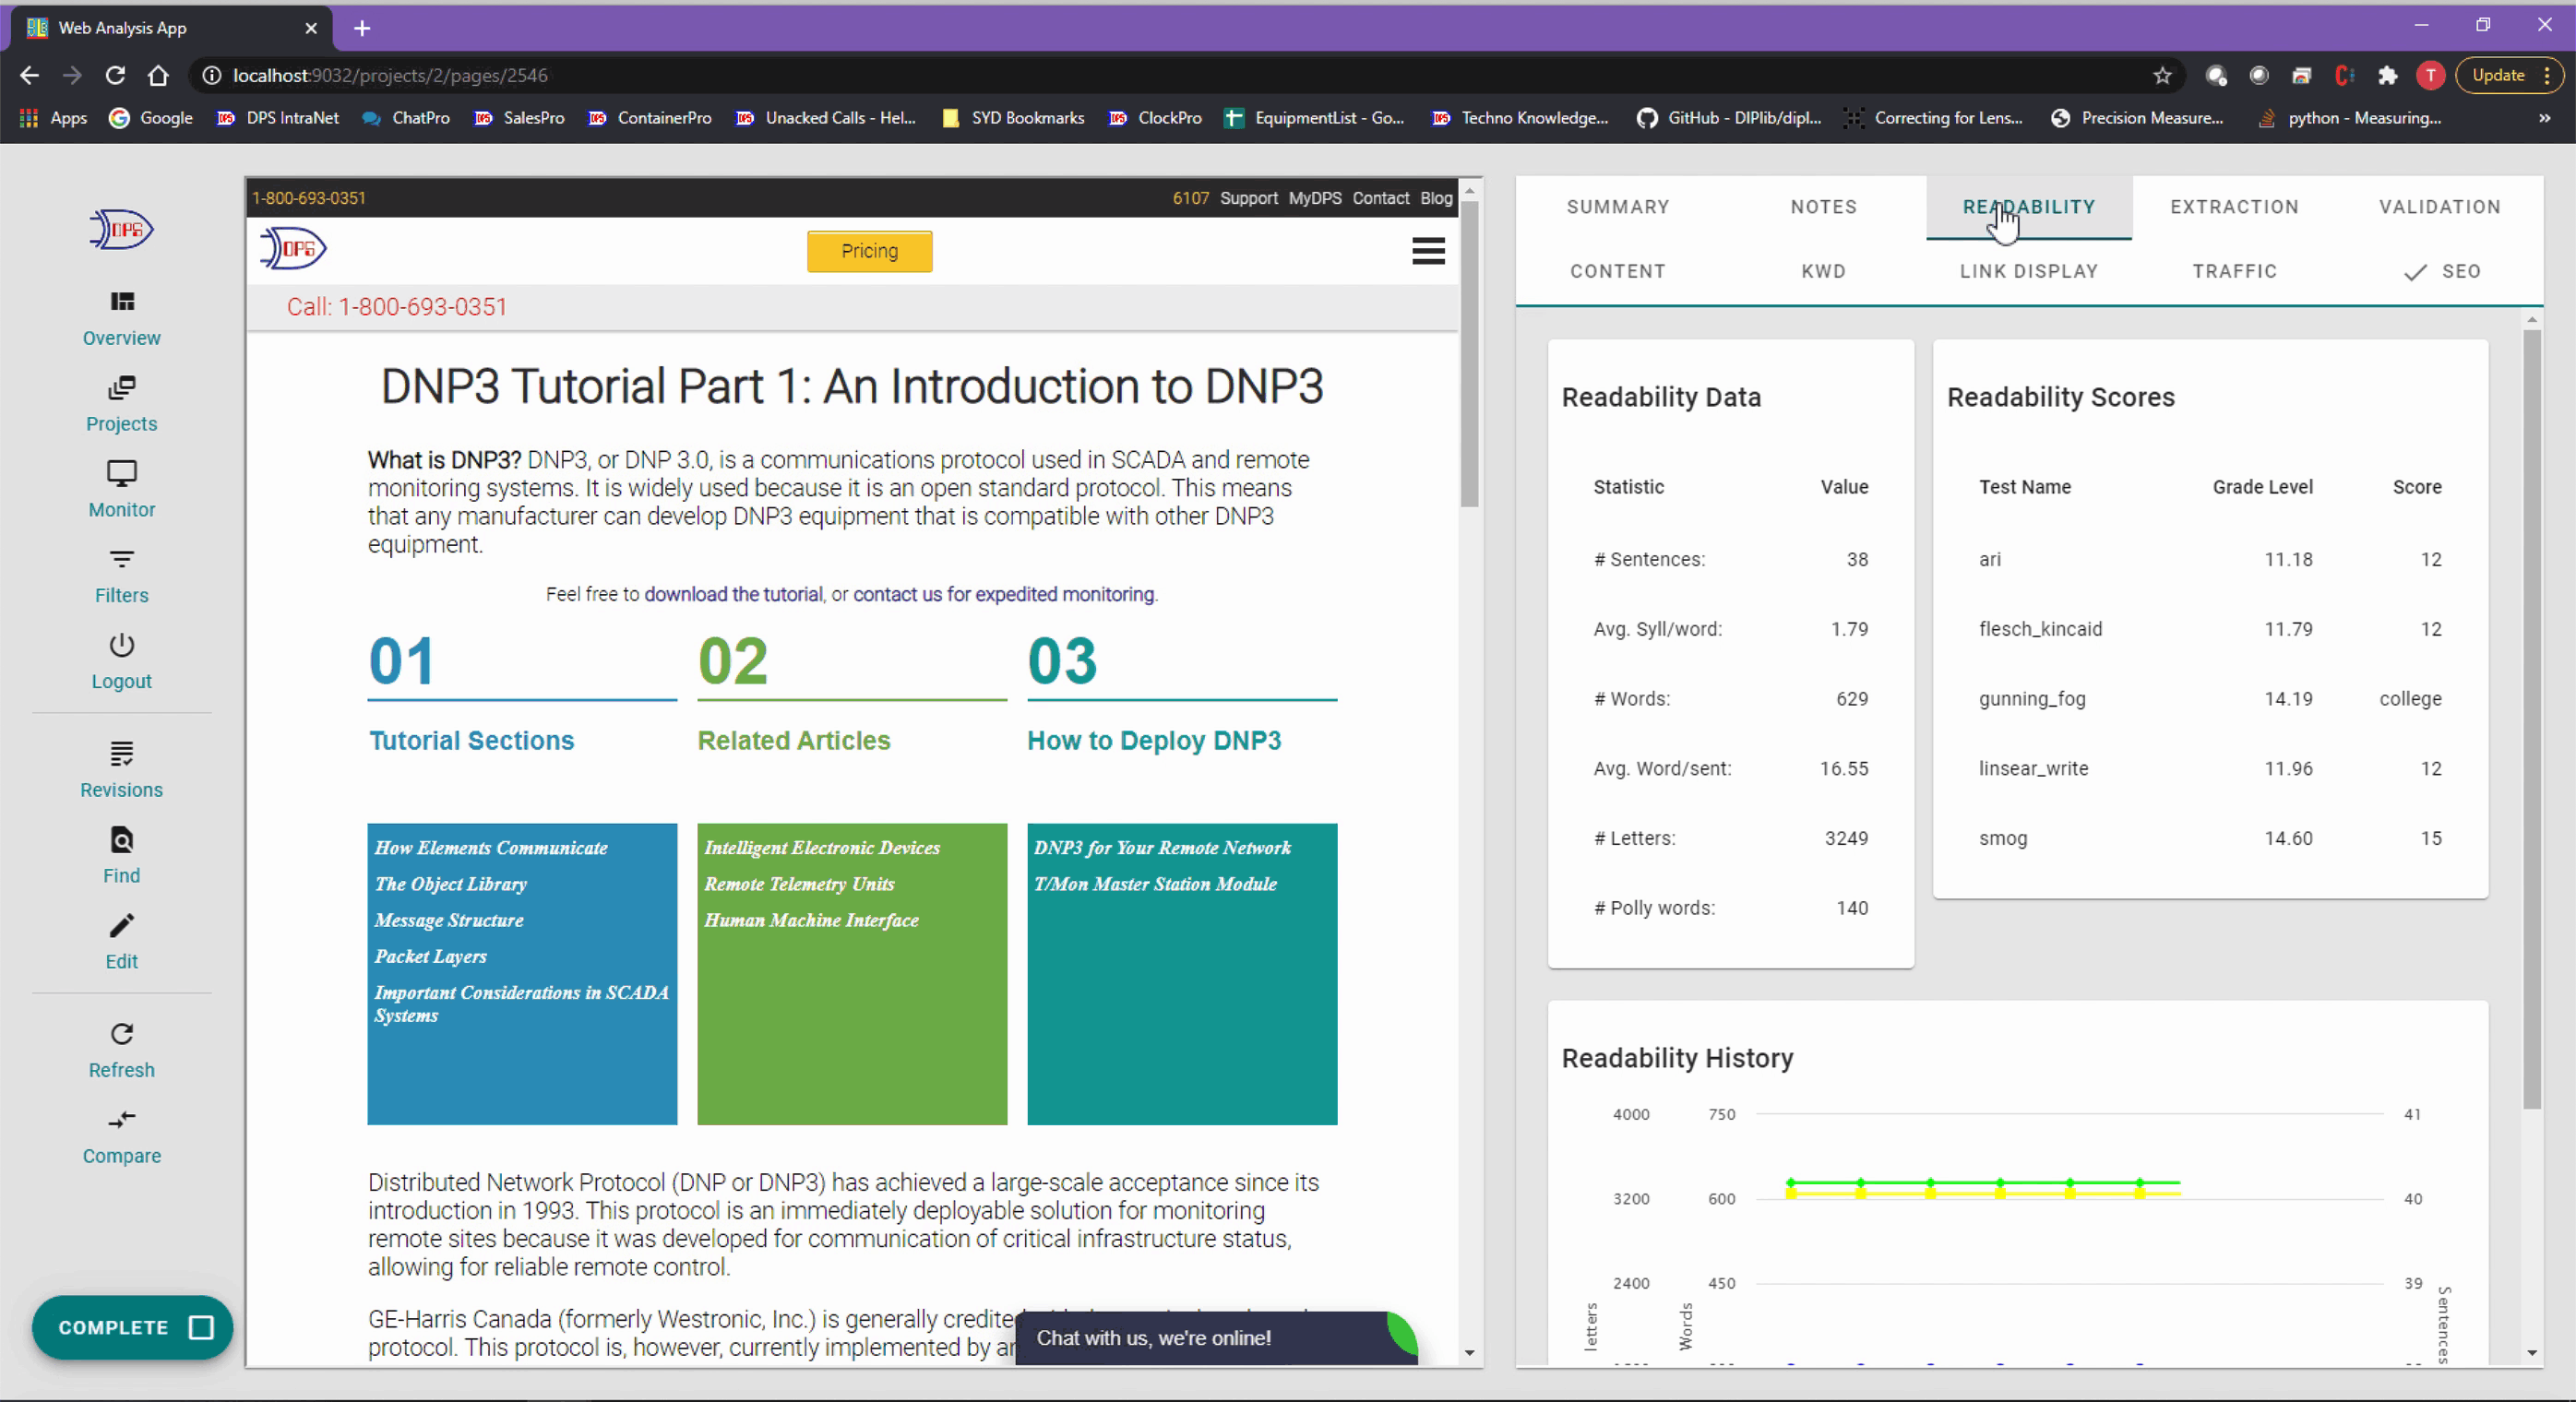 Web Analysis App
localhost:9032/projects/2/pages/2546
T
Update
Apps
Google
DPS IntraNet
ChatPro
SalesPro
ContainerPro
Unacked Calls - Hel...
SYD Bookmarks
ClockPro
EquipmentList - Go...
Techno Knowledge...
GitHub - DIPlib/dipl...
Correcting for Lens...
Precision Measure...
python - Measuring...
»
DPS
Overview
Projects
Monitor
Filters
Logout
Revisions
Find
Edit
Refresh
Compare
COMPLETE
1-800-693-0351
6107 Support MyDPS Contact Blog
DPS
Pricing
Call: 1-800-693-0351
DNP3 Tutorial Part 1: An Introduction to DNP3
What is DNP3? DNP3, or DNP 3.0, is a communications protocol used in SCADA and remote
monitoring systems. It is widely used because it is an open standard protocol. This means
that any manufacturer can develop DNP3 equipment that is compatible with other DNP3
equipment.
Feel free to download the tutorial, or contact us for expedited monitoring.
01
Tutorial Sections
How Elements Communicate
The Object Library
Message Structure
Packet Layers
Important Considerations in SCADA
Systems
02
Related Articles
Intelligent Electronic Devices
Remote Telemetry Units
Human Machine Interface
03
How to Deploy DNP3
DNP3 for Your Remote Network
T/Mon Master Station Module
Distributed Network Protocol (DNP or DNP3) has achieved a large-scale acceptance since its
introduction in 1993. This protocol is an immediately deployable solution for monitoring
remote sites because it was developed for communication of critical infrastructure status,
allowing for reliable remote control.
GE-Harris Canada (formerly Westronic, Inc.) is generally credited
protocol. This protocol is, however, currently implemented by
Chat with us, we're online!
SUMMARY
NOTES
READABILITY
EXTRACTION
VALIDATION
CONTENT
KWD
LINK DISPLAY
TRAFFIC
SEO
Readability Data
Statistic Value
# Sentences: 38
Avg. Syll/word: 1.79
# Words: 629
Avg. Word/sent: 16.55
# Letters: 3249
# Polly words: 140
Readability Scores
Test Name Grade Level Score
ari 11.18 12
flesch_kincaid 11.79 12
gunning_fog 14.19 college
linsear_write 11.96 12
smog 14.60 15
Readability History
4000 750 41
3200 600 40
2400 450 39
letters
Words
Sentences